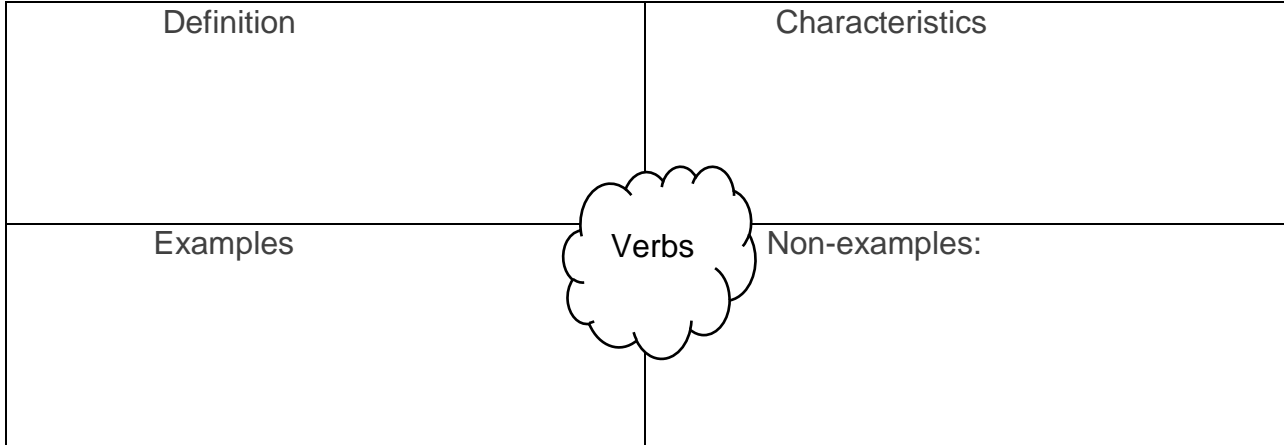 Definition
Characteristics
Examples
Verbs
Non-examples: